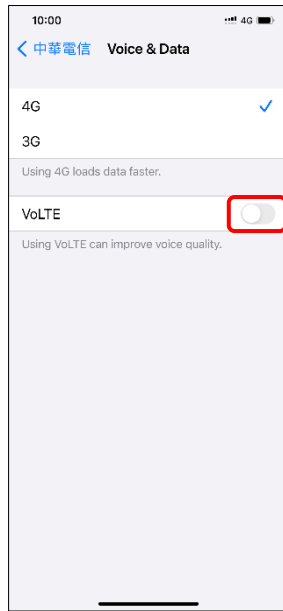 10:00 4G
中華電信 Voice & Data
4G
3G
Using 4G loads data faster.
VoLTE
Using VoLTE can improve voice quality.